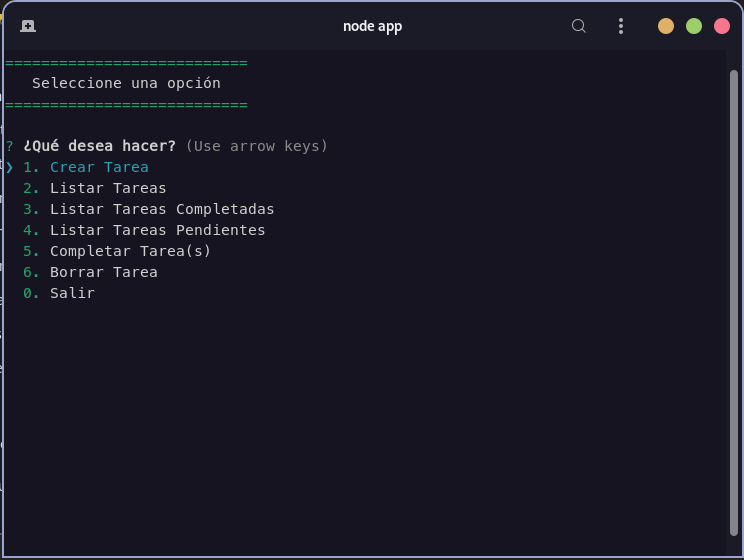 node app
===========================
Seleccione una opción
===========================
? ¿Qué desea hacer? (Use arrow keys)
❯ 1. Crear Tarea
2. Listar Tareas
3. Listar Tareas Completadas
4. Listar Tareas Pendientes
5. Completar Tarea(s)
6. Borrar Tarea
0. Salir